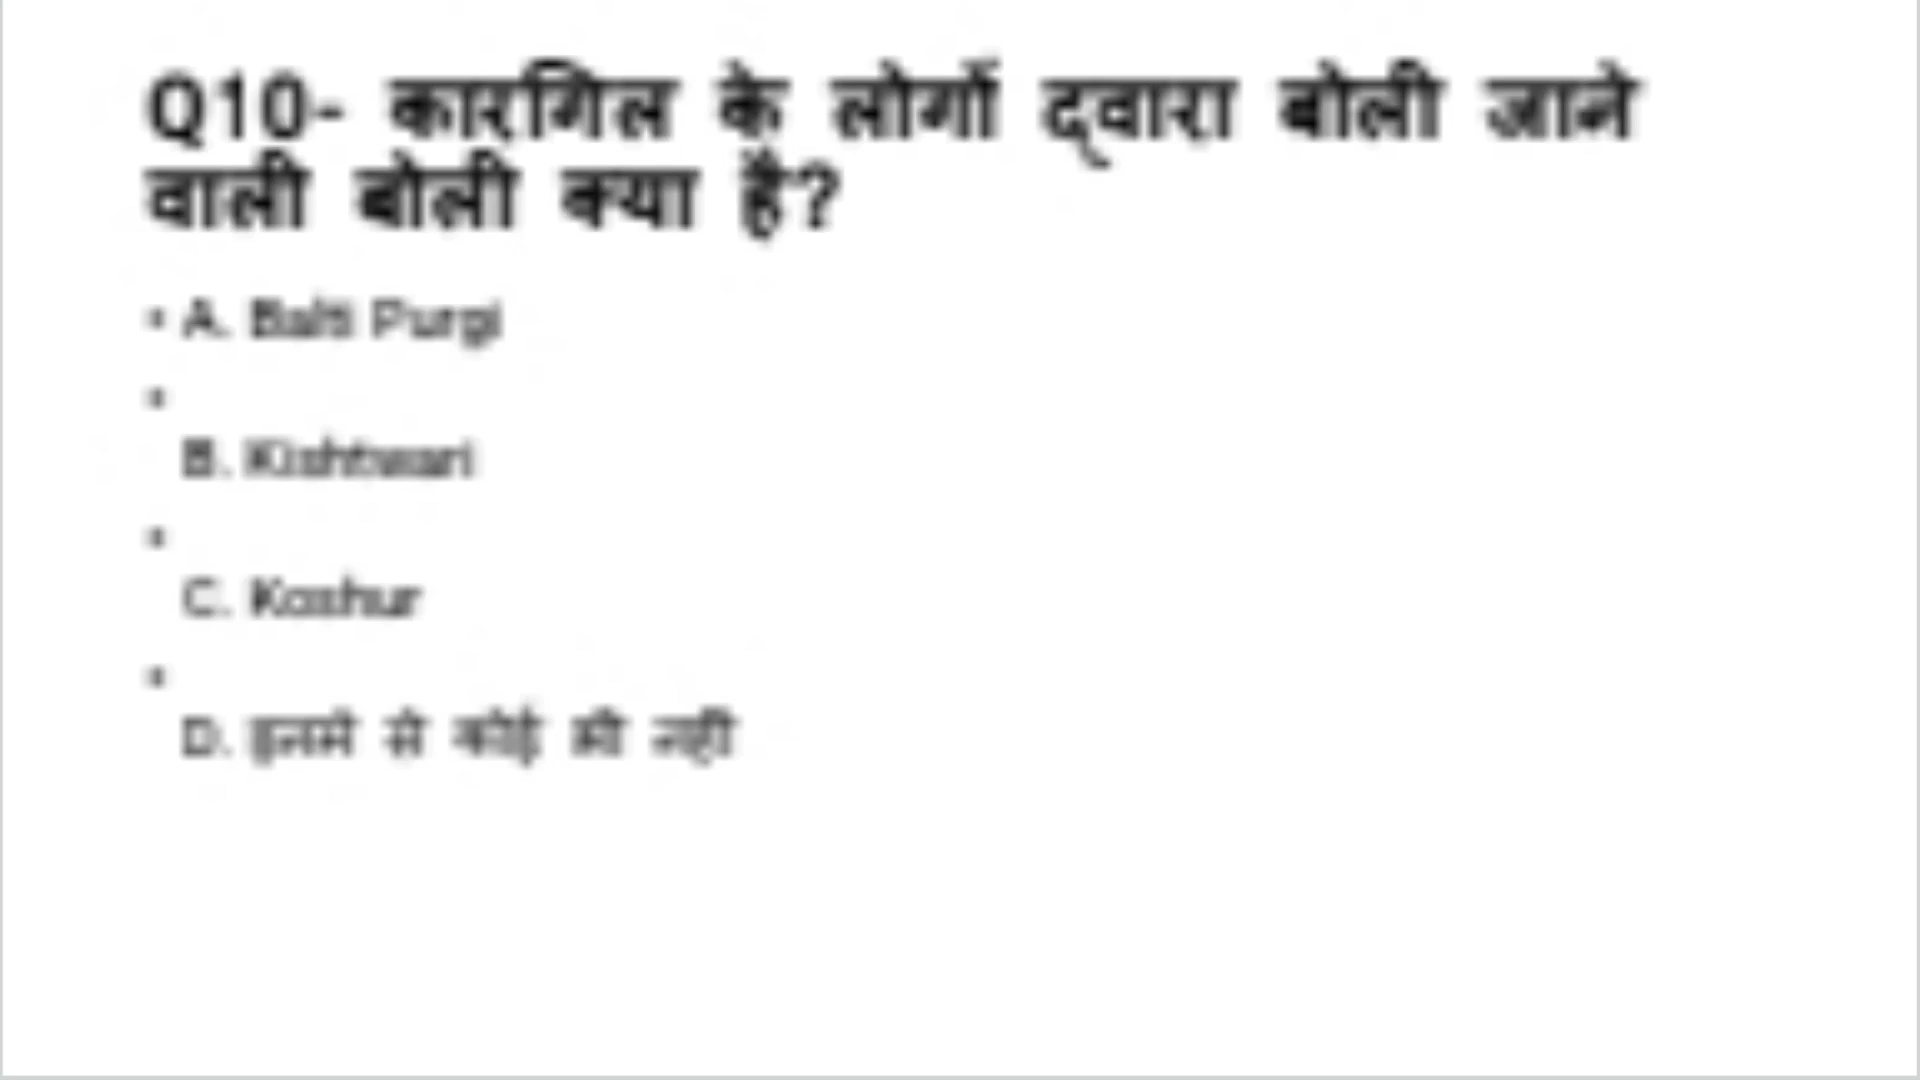 Q10- कारगिल के लोगों द्वारा बोली जाने
वाली बोली क्या है?
• A. Balti Purgi
•
B. Kishtwari
•
C. Koshur
•
D. इनमे से कोई भी नहीं